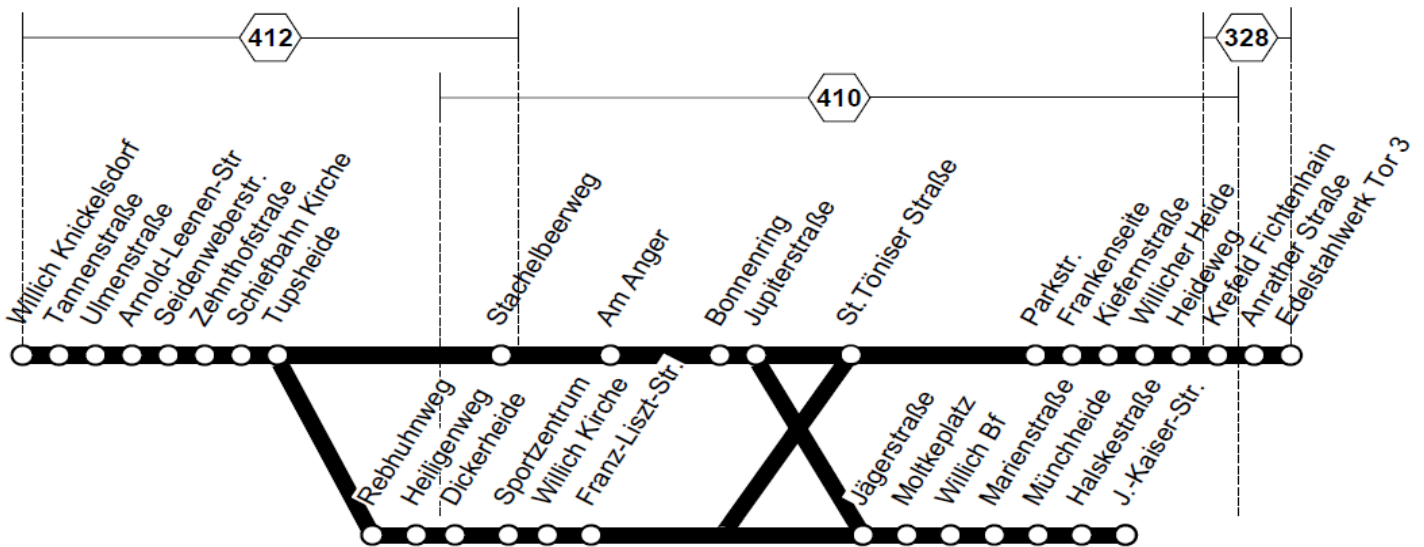 412
328
410
Willich Knickelsdorf
Tannenstraße
Ulmenstraße
Arnold-Leenen-Str
Seidenweberstr.
Zehnthofstraße
Schiefbahn Kirche
Tupsheide
Stachelbeerweg
Am Anger
Bonnenring
Jupiterstraße
St.Töniser Straße
Parkstr.
Frankenseite
Kiefernstraße
Willicher Heide
Heideweg
Krefeld Fichtenhain
Anrather Straße
Edelstahlwerk Tor 3
Rebhuhnweg
Heiligenweg
Dickerheide
Sportzentrum
Willich Kirche
Franz-Liszt-Str.
Jägerstraße
Moltkeplatz
Willich Bf
Marienstraße
Münchheide
Halskestraße
J.-Kaiser-Str.